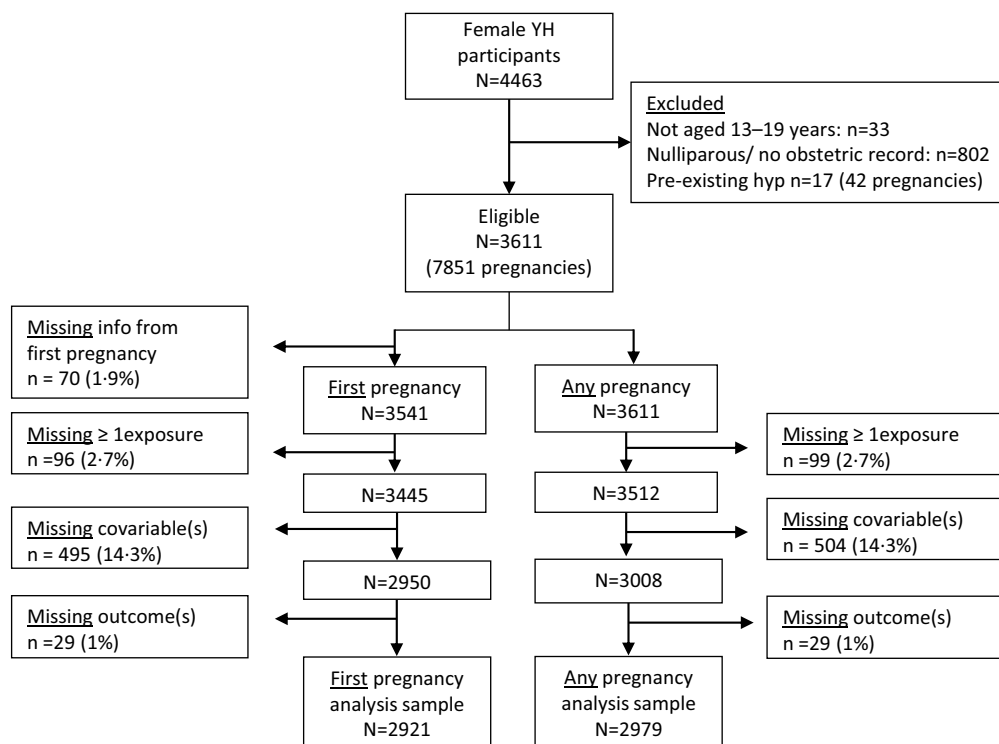 Female YH
participants
N=4463
Excluded
Not aged 13–19 years: n=33
Nulliparous/ no obstetric record: n=802
Pre-existing hyp n=17 (42 pregnancies)
Eligible
N=3611
(7851 pregnancies)
Missing info from
first pregnancy
n = 70 (1·9%)
First pregnancy
N=3541
Any pregnancy
N=3611
Missing ≥ 1exposure
n =96 (2·7%)
Missing ≥ 1exposure
n =99 (2·7%)
N=3445
N=3512
Missing covariable(s)
n = 495 (14·3%)
Missing covariable(s)
n = 504 (14·3%)
N=2950
N=3008
Missing outcome(s)
n =29 (1%)
Missing outcome(s)
n =29 (1%)
First pregnancy
analysis sample
N=2921
Any pregnancy
analysis sample
N=2979